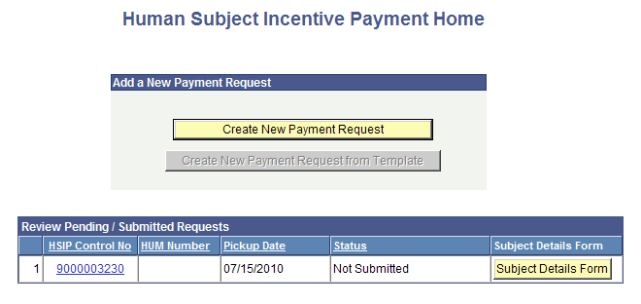 Human Subject Incentive Payment Home
Add a New Payment Request
Create New Payment Request
Create New Payment Request from Template
Review Pending / Submitted Requests
HSIP Control No HUM Number Pickup Date Status Subject Details Form
1 9000003230 07/15/2010 Not Submitted Subject Details Form